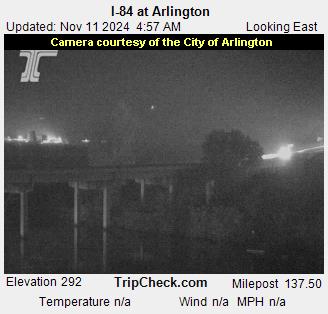 I-84 at Arlington
Updated: Nov 11 2024 4:57 AM Looking East
Camera courtesy of the City of Arlington
Elevation 292 TripCheck.com Milepost 137.50
Temperature n/a Wind n/a MPH n/a